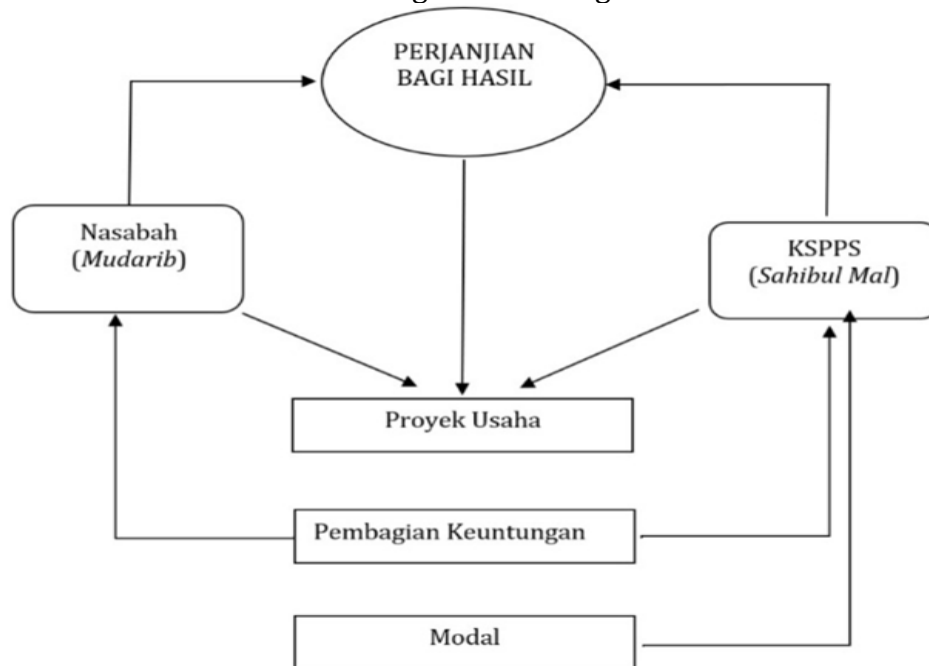 PERJANJIAN
BAGI HASIL
Nasabah
(Mudarib)
KSPPS
(Sahibul Mal)
Proyek Usaha
Pembagian Keuntungan
Modal